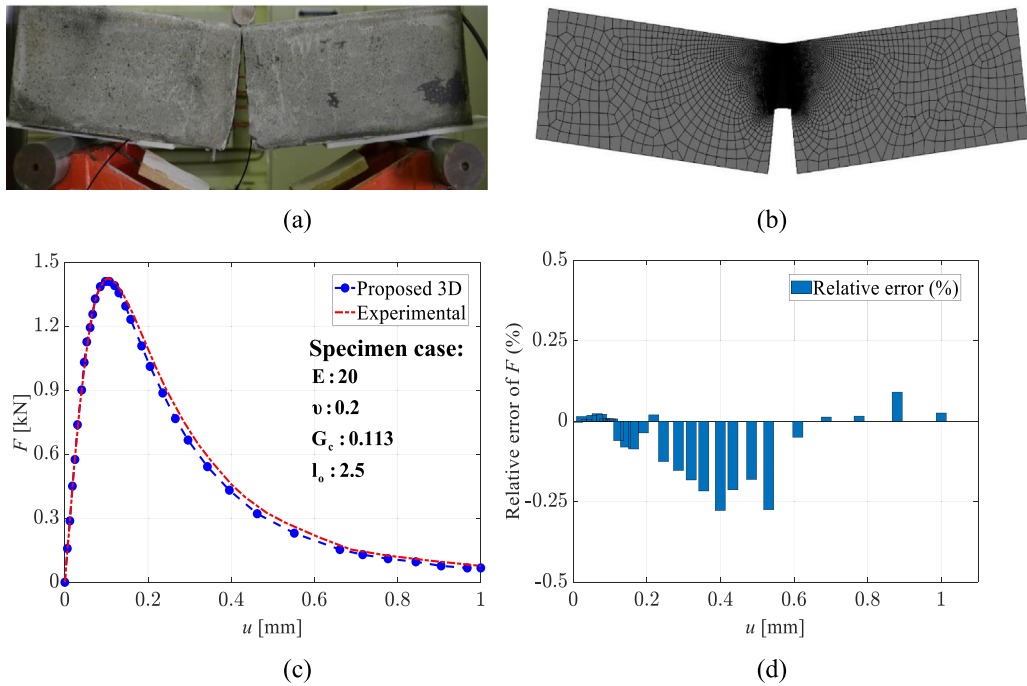 (a)
(b)
1.5
1.2
0.9
0.6
0.3
0
F [kN]
Proposed 3D
Experimental
Specimen case:
E : 20
υ : 0.2
G_c : 0.113
l_o : 2.5
0 0.2 0.4 0.6 0.8 1
u [mm]
(c)
0.5
0.25
0
-0.25
-0.5
Relative error of F (%)
Relative error (%)
0 0.2 0.4 0.6 0.8 1
u [mm]
(d)